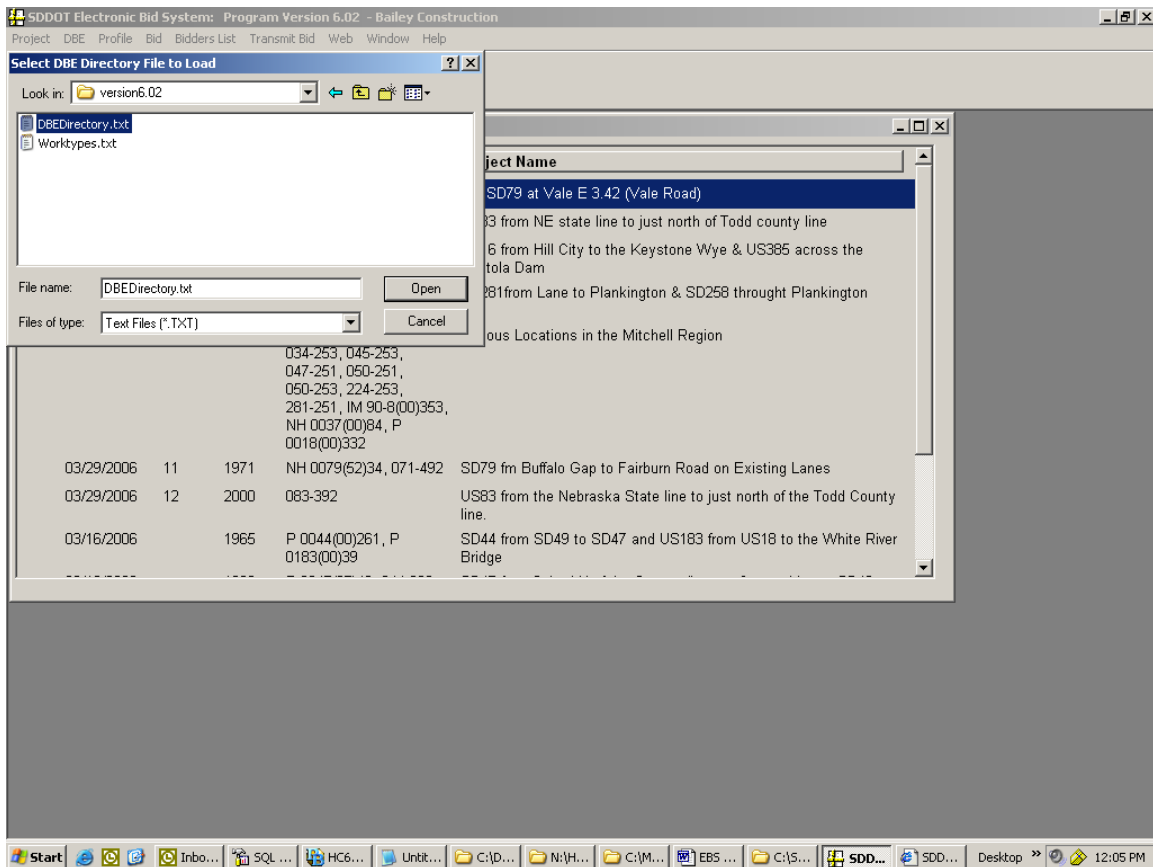 SDDOT Electronic Bid System: Program Version 6.02 - Bailey Construction
Project DBE Profile Bid Bidders List Transmit Bid Web Window Help
Select DBE Directory File to Load
Look in: version6.02
DBEDirectory.txt
Worktypes.txt
File name: DBEDirectory.txt Open
Files of type: Text Files (*.TXT) Cancel
ject Name
SD79 at Vale E 3.42 (Vale Road)
33 from NE state line to just north of Todd county line
6 from Hill City to the Keystone Wye & US385 across the
tola Dam
281from Lane to Plankington & SD258 throught Plankington
ous Locations in the Mitchell Region
034-253, 045-253,
047-251, 050-251,
050-253, 224-253,
281-251, IM 90-8(00)353,
NH 0037(00)84, P
0018(00)332
03/29/2006 11 1971 NH 0079(52)34, 071-492 SD79 fm Buffalo Gap to Fairburn Road on Existing Lanes
03/29/2006 12 2000 083-392 US83 from the Nebraska State line to just north of the Todd County
line.
03/16/2006 1965 P 0044(00)261, P SD44 from SD49 to SD47 and US183 from US18 to the White River
0183(00)39 Bridge
Start Inbo... SQL ... HC6... Untit... C:\D... N:\H... C:\M... EBS ... C:\S... SDD... SDD... Desktop » 12:05 PM